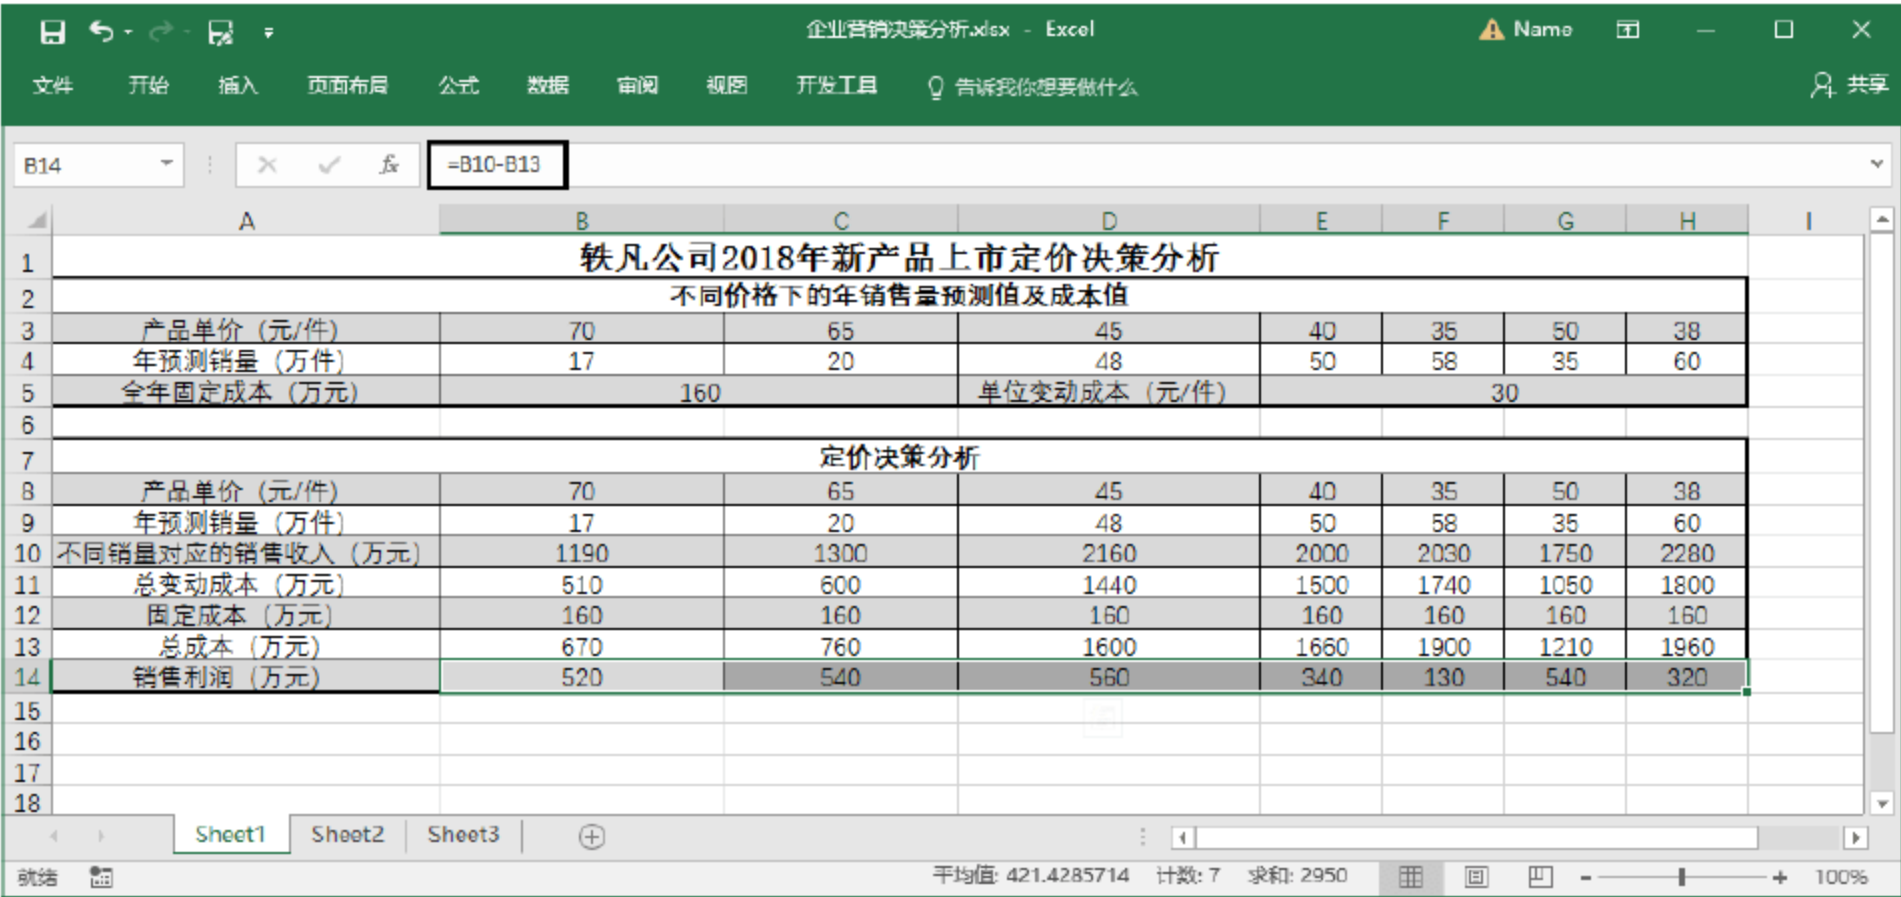 企业营销决策分析.xlsx - Excel
Name
文件 开始 插入 页面布局 公式 数据 审阅 视图 开发工具 告诉我你想要做什么 共享
B14 fx =B10-B13
A B C D E F G H I
1 轶凡公司2018年新产品上市定价决策分析
2 不同价格下的年销售量预测值及成本值
3 产品单价（元/件） 70 65 45 40 35 50 38
4 年预测销量（万件） 17 20 48 50 58 35 60
5 全年固定成本（万元） 160 单位变动成本（元/件） 30
6
7 定价决策分析
8 产品单价（元/件） 70 65 45 40 35 50 38
9 年预测销量（万件） 17 20 48 50 58 35 60
10 不同销量对应的销售收入（万元） 1190 1300 2160 2000 2030 1750 2280
11 总变动成本（万元） 510 600 1440 1500 1740 1050 1800
12 固定成本（万元） 160 160 160 160 160 160 160
13 总成本（万元） 670 760 1600 1660 1900 1210 1960
14 销售利润（万元） 520 540 560 340 130 540 320
15
16
17
18
Sheet1 Sheet2 Sheet3
就绪 平均值: 421.4285714 计数: 7 求和: 2950 100%